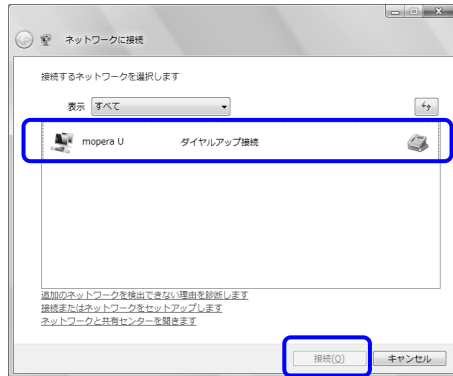 ネットワークに接続
接続するネットワークを選択します
表示 すべて
mopera U ダイヤルアップ接続
追加のネットワークを検出できない理由を診断します
接続またはネットワークをセットアップします
ネットワークと共有センターを開きます
接続(O) キャンセル